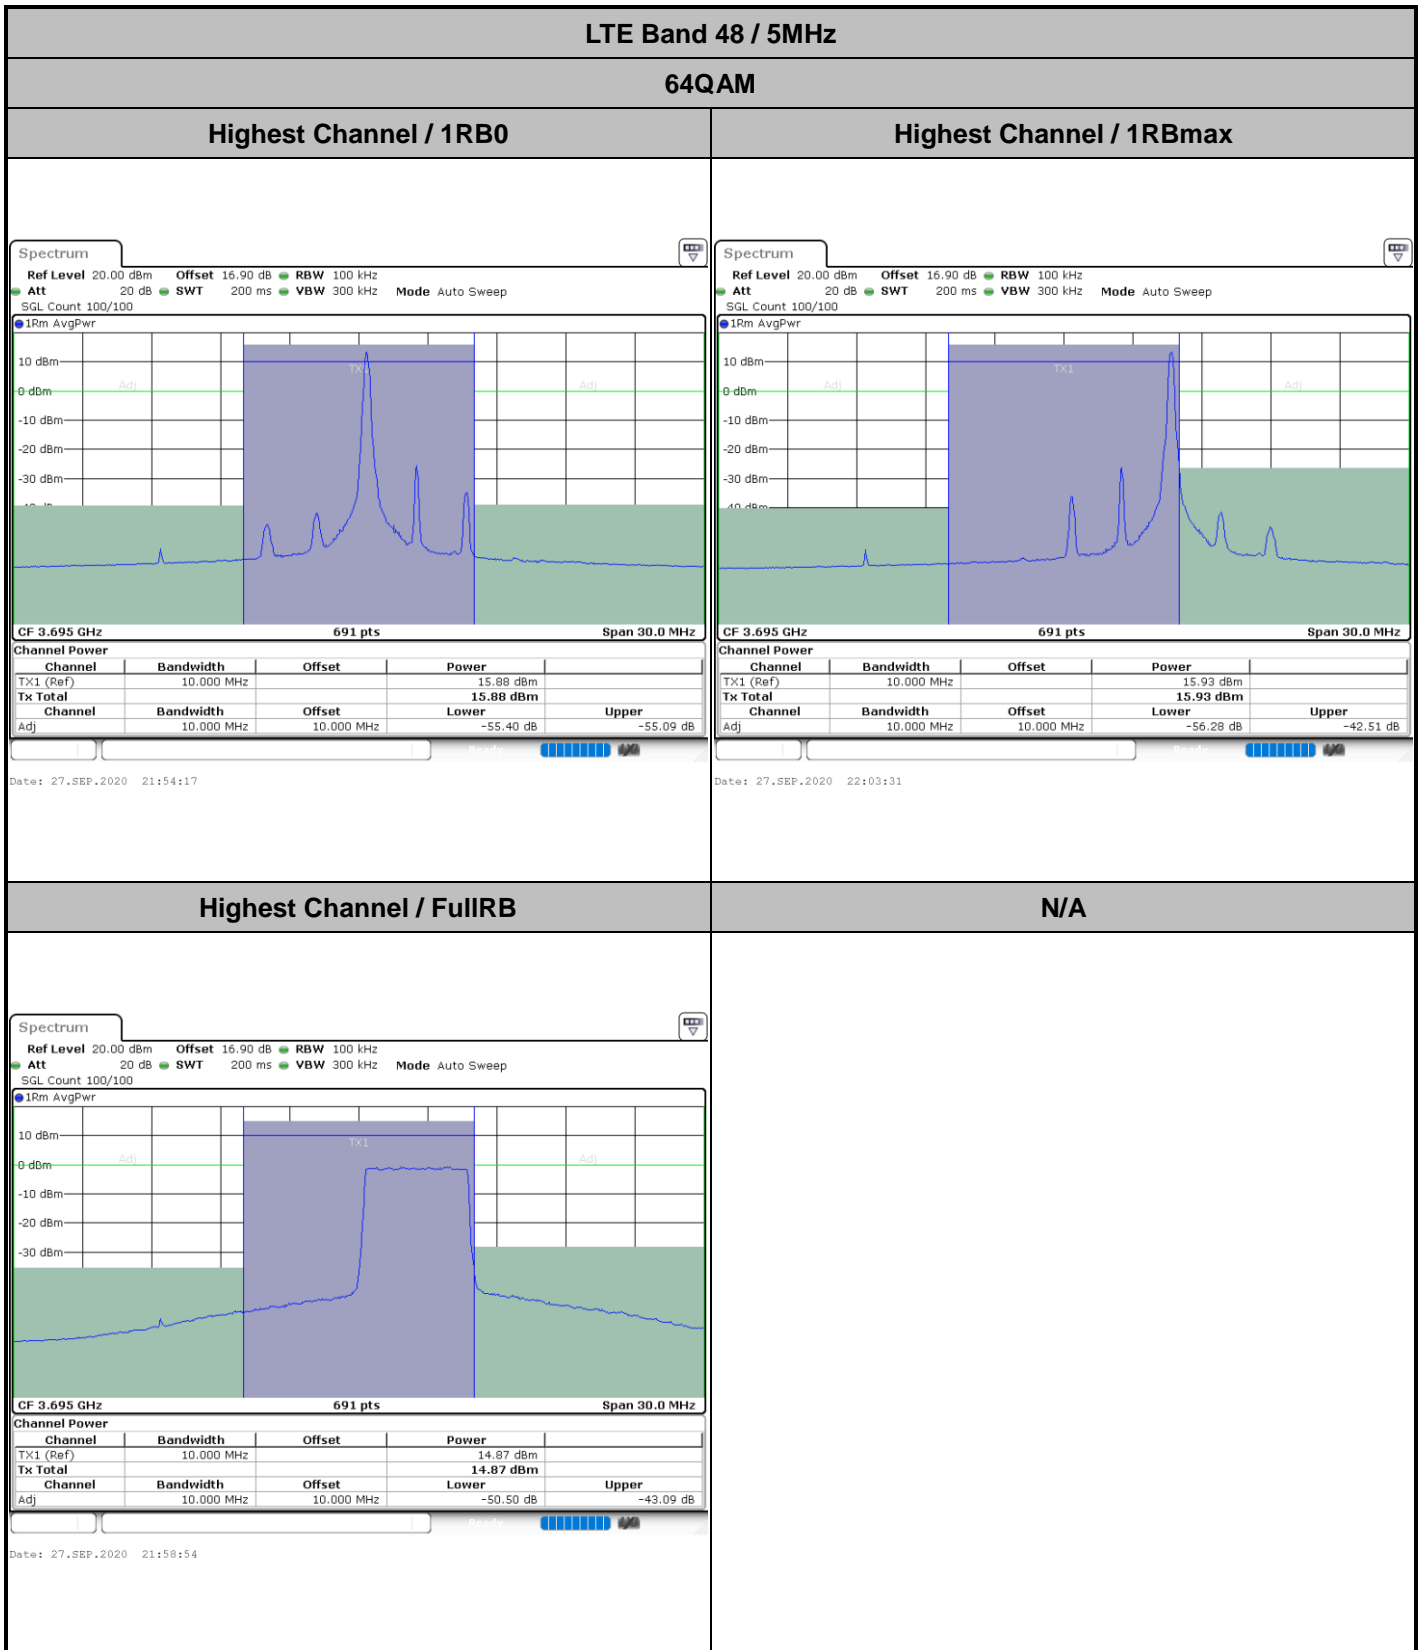 LTE Band 48 / 5MHz
64QAM
Highest Channel / 1RB0
Highest Channel / 1RBmax
Spectrum
Ref Level 20.00 dBm Offset 16.90 dB RBW 100 kHz
Att 20 dB SWT 200 ms VBW 300 kHz Mode Auto Sweep
SGL Count 100/100
1Rm AvgPwr
10 dBm
TX1
Adj
Adj
0 dBm
-10 dBm
-20 dBm
-30 dBm
CF 3.695 GHz 691 pts Span 30.0 MHz
Channel Power
Channel Bandwidth Offset Power
TX1 (Ref) 10.000 MHz 15.88 dBm
Tx Total 15.88 dBm
Channel Bandwidth Offset Lower Upper
Adj 10.000 MHz 10.000 MHz -55.40 dB -55.09 dB
Ready
Date: 27.SEP.2020 21:54:17
Spectrum
Ref Level 20.00 dBm Offset 16.90 dB RBW 100 kHz
Att 20 dB SWT 200 ms VBW 300 kHz Mode Auto Sweep
SGL Count 100/100
1Rm AvgPwr
10 dBm
TX1
Adj
Adj
0 dBm
-10 dBm
-20 dBm
-30 dBm
-40 dBm
CF 3.695 GHz 691 pts Span 30.0 MHz
Channel Power
Channel Bandwidth Offset Power
TX1 (Ref) 10.000 MHz 15.93 dBm
Tx Total 15.93 dBm
Channel Bandwidth Offset Lower Upper
Adj 10.000 MHz 10.000 MHz -56.28 dB -42.51 dB
Ready
Date: 27.SEP.2020 22:03:31
Highest Channel / FullRB
N/A
Spectrum
Ref Level 20.00 dBm Offset 16.90 dB RBW 100 kHz
Att 20 dB SWT 200 ms VBW 300 kHz Mode Auto Sweep
SGL Count 100/100
1Rm AvgPwr
10 dBm
TX1
Adj
Adj
0 dBm
-10 dBm
-20 dBm
-30 dBm
CF 3.695 GHz 691 pts Span 30.0 MHz
Channel Power
Channel Bandwidth Offset Power
TX1 (Ref) 10.000 MHz 14.87 dBm
Tx Total 14.87 dBm
Channel Bandwidth Offset Lower Upper
Adj 10.000 MHz 10.000 MHz -50.50 dB -43.09 dB
Ready
Date: 27.SEP.2020 21:58:54